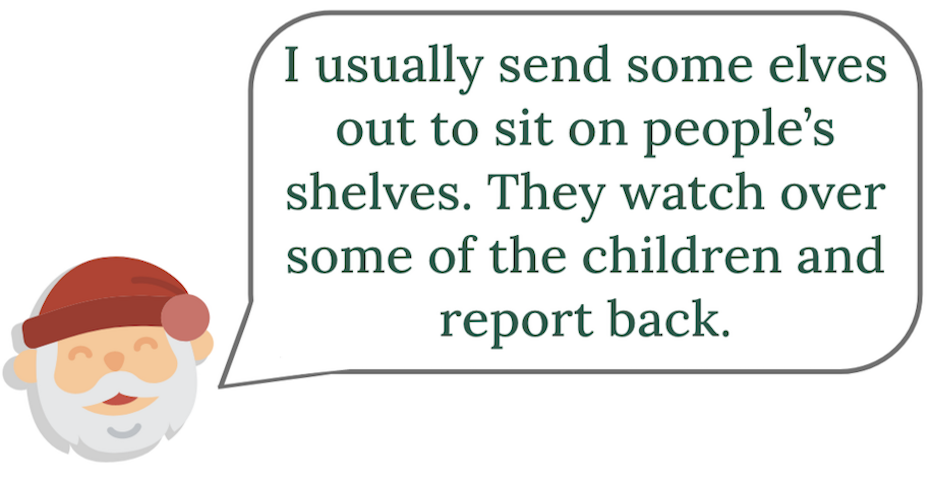 I usually send some elves
out to sit on people’s
shelves. They watch over
some of the children and
report back.